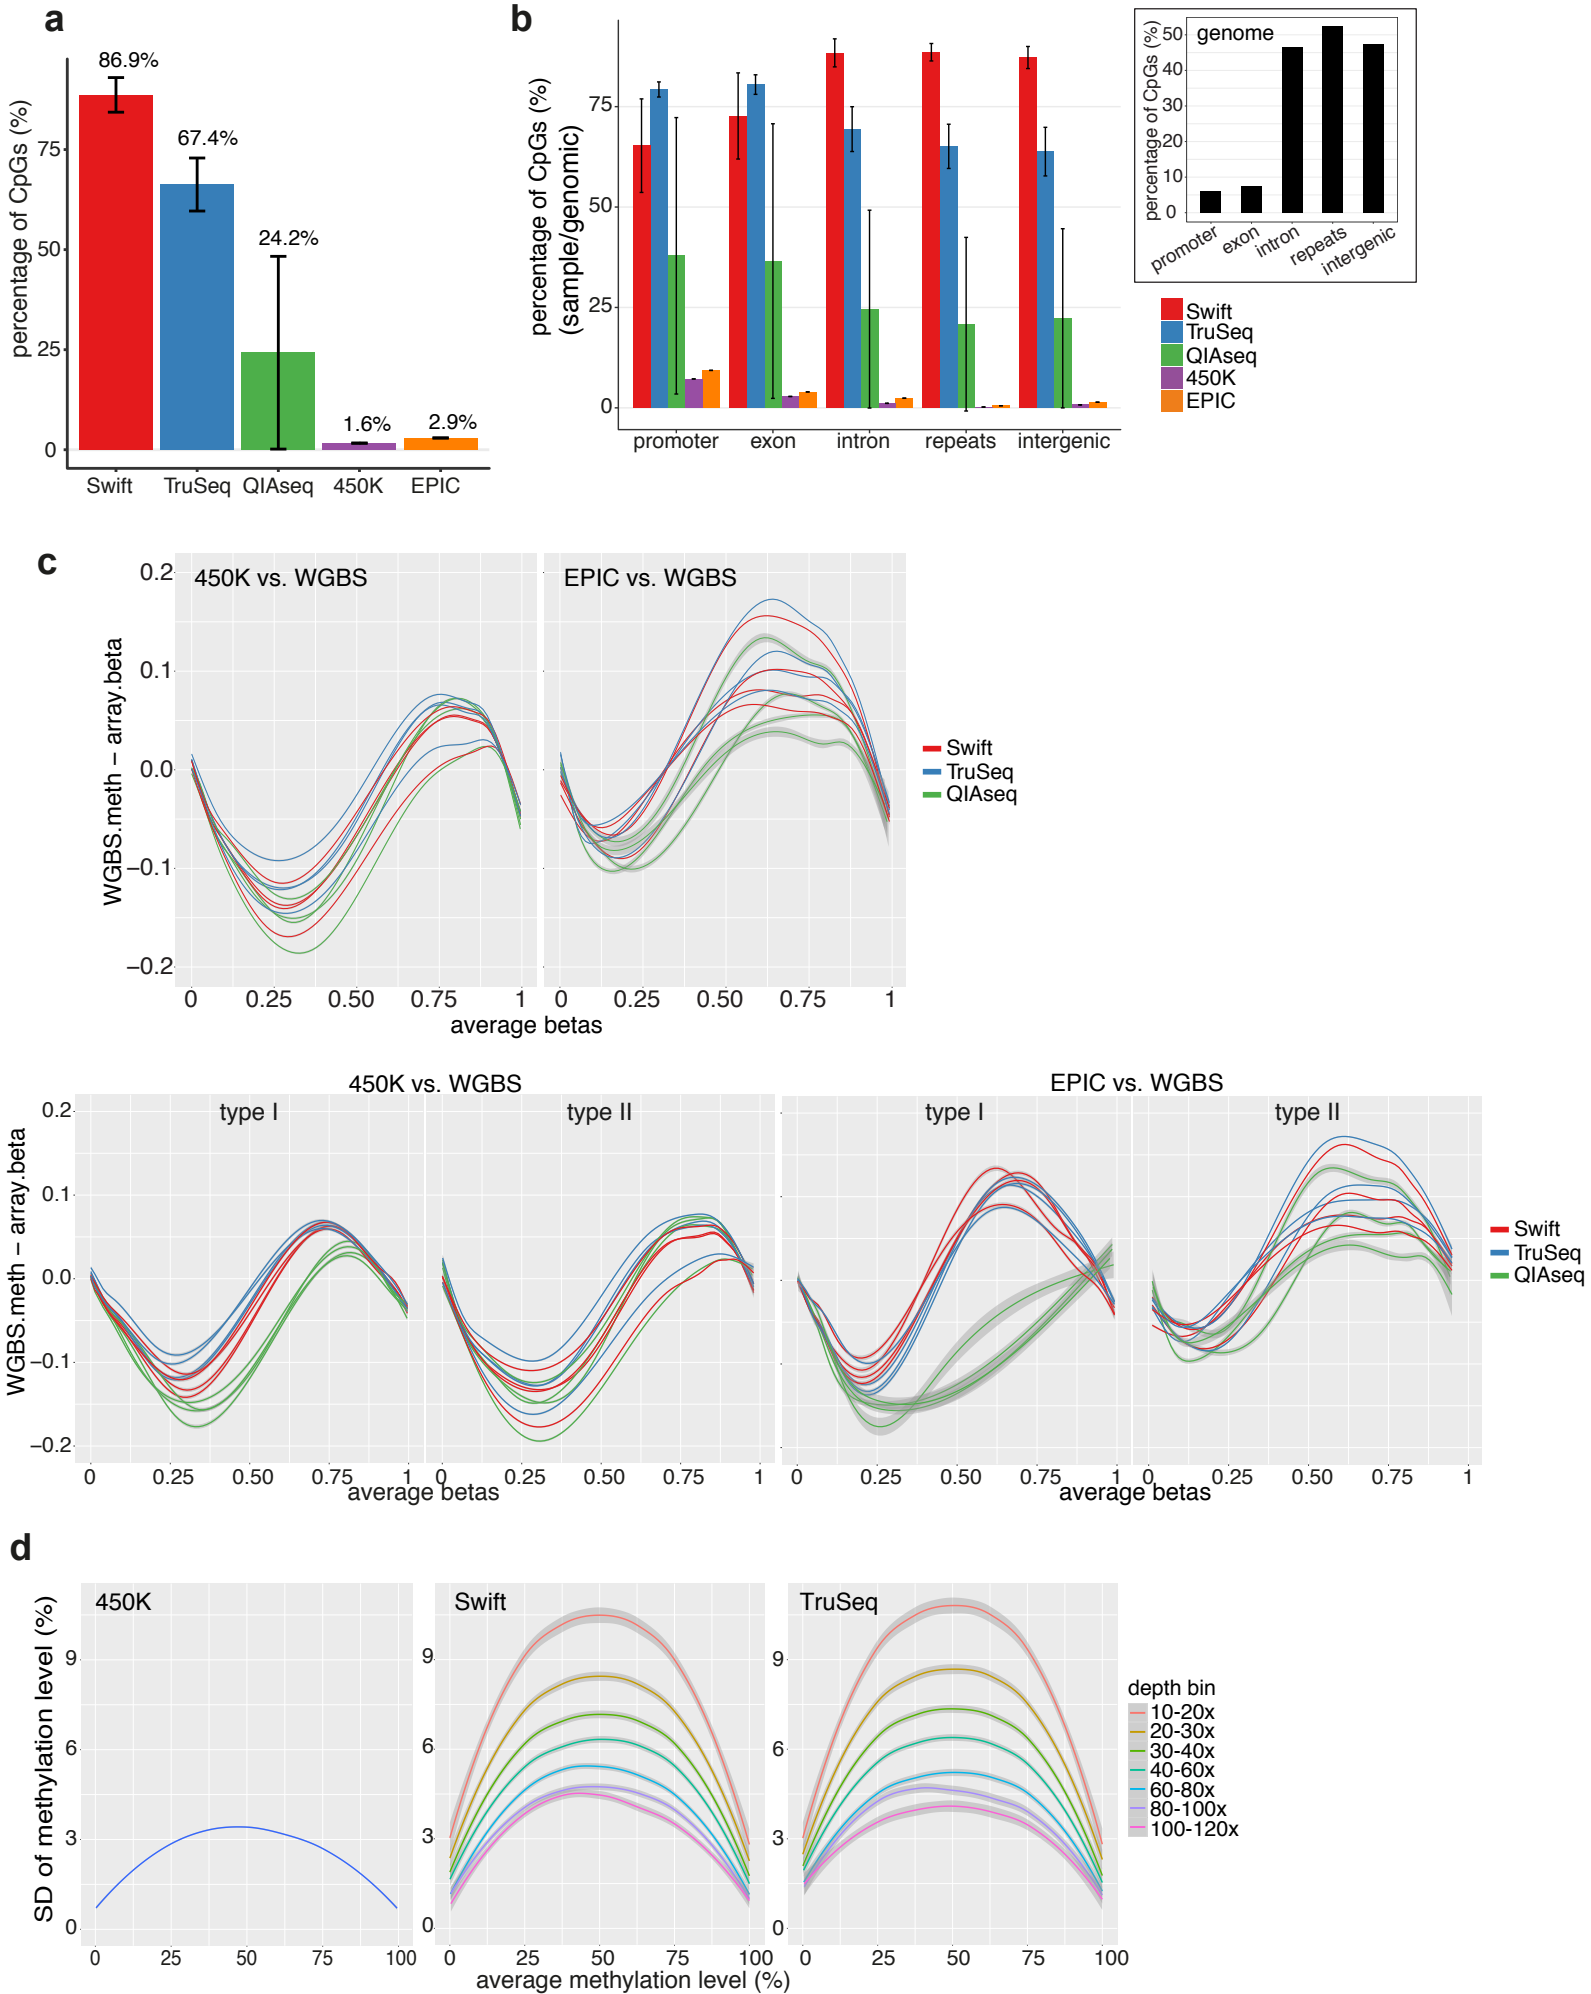 a
percentage of CpGs (%)
75
50
25
0
86.9%
67.4%
24.2%
1.6%
2.9%
Swift TruSeq QIAseq 450K EPIC
b
percentage of CpGs (%)
(sample/genomic)
75
50
25
0
promoter exon intron repeats intergenic
genome
percentage of CpGs (%)
50
40
30
20
10
0
promoter
exon
intron
repeats
intergenic
Swift
TruSeq
QIAseq
450K
EPIC
c
WGBS.meth − array.beta
0.2
0.1
0.0
−0.1
−0.2
450K vs. WGBS
EPIC vs. WGBS
0 0.25 0.50 0.75 1
0 0.25 0.50 0.75 1
average betas
Swift
TruSeq
QIAseq
450K vs. WGBS
EPIC vs. WGBS
WGBS.meth − array.beta
0.2
0.1
0.0
−0.1
−0.2
type I
type II
type I
type II
0 0.25 0.50 0.75 1
0 0.25 0.50 0.75 1
0 0.25 0.50 0.75 1
0 0.25 0.50 0.75 1
average betas
average betas
Swift
TruSeq
QIAseq
d
SD of methylation level (%)
450K
9
6
3
0
0 25 50 75 100
Swift
9
6
3
0
0 25 50 75 100
TruSeq
9
6
3
0
0 25 50 75 100
average methylation level (%)
depth bin
10-20x
20-30x
30-40x
40-60x
60-80x
80-100x
100-120x